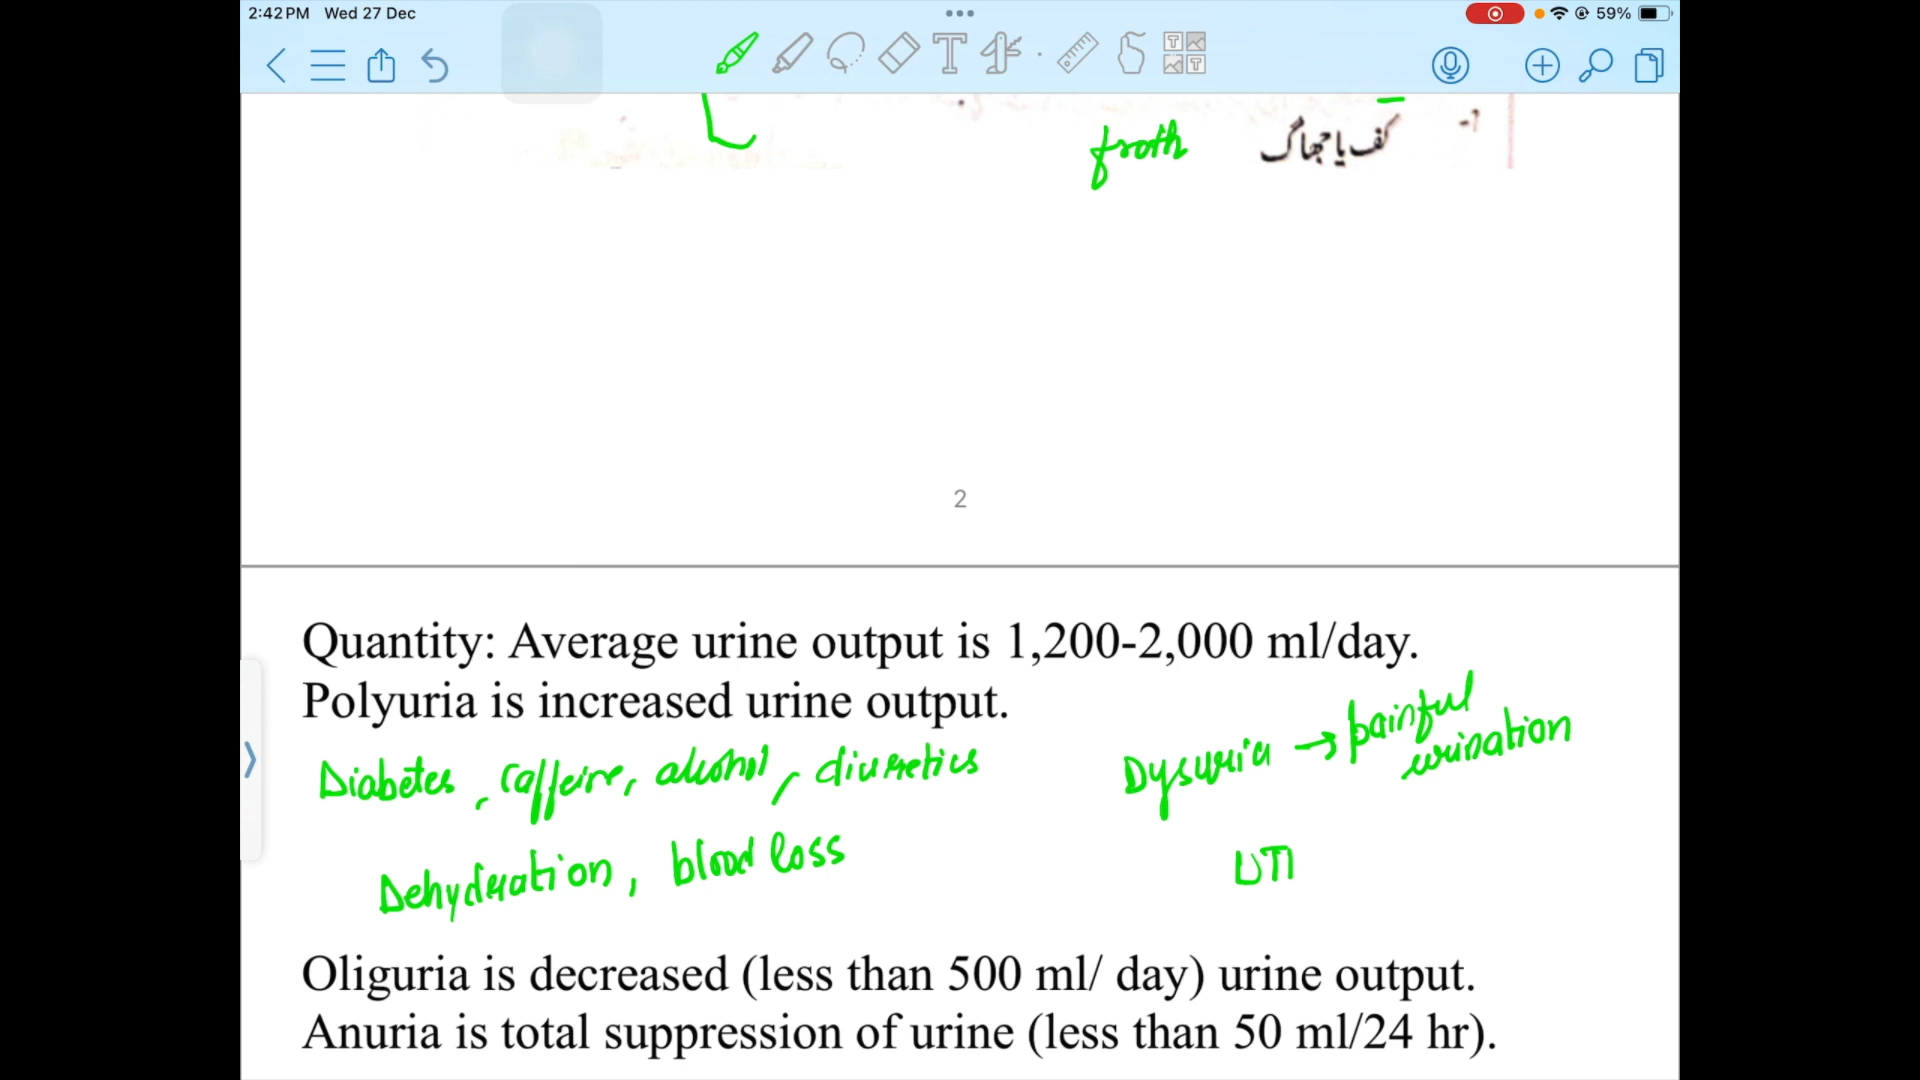 2:42 PM Wed 27 Dec
59%
froth کف یا جھاگ
2
Quantity: Average urine output is 1,200-2,000 ml/day.
Polyuria is increased urine output.
Diabetes, Caffeine, alcohol, diuretics
Dysuria → painful urination
Dehydration, blood loss
UTI
Oliguria is decreased (less than 500 ml/ day) urine output.
Anuria is total suppression of urine (less than 50 ml/24 hr).